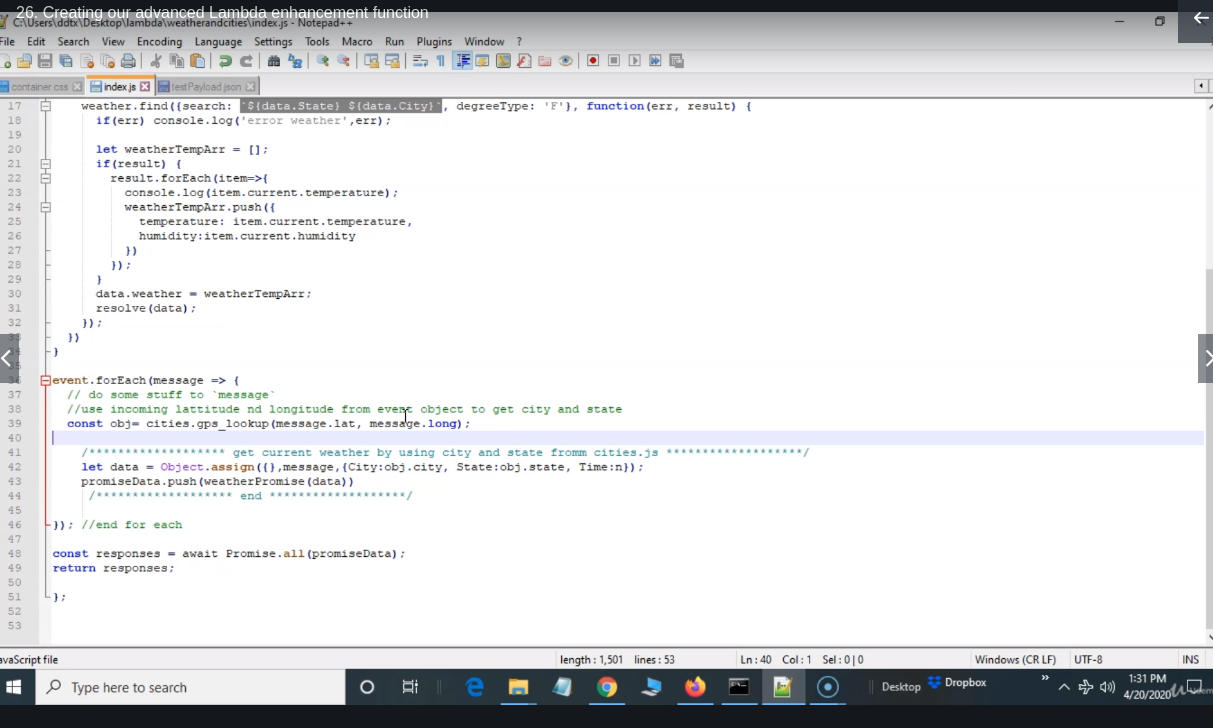 26. Creating our advanced Lambda enhancement function
C:\Users\ddtx\Desktop\lambda\weatherandcities\index.js - Notepad++
File Edit Search View Encoding Language Settings Tools Macro Run Plugins Window ?
container.css index.js testPayload.json
17 weather.find({search: `${data.State} ${data.City}`, degreeType: 'F'}, function(err, result) {
18 if(err) console.log('error weather',err);
19
20 let weatherTempArr = [];
21 if(result) {
22 result.forEach(item=>{
23 console.log(item.current.temperature);
24 weatherTempArr.push({
25 temperature: item.current.temperature,
26 humidity:item.current.humidity
27 })
28 });
29 }
30 data.weather = weatherTempArr;
31 resolve(data);
32 });
33 })
}
35
36 event.forEach(message => {
37 // do some stuff to `message`
38 //use incoming lattitude nd longitude from event object to get city and state
39 const obj= cities.gps_lookup(message.lat, message.long);
40
41 /******************* get current weather by using city and state fromm cities.js *******************/
42 let data = Object.assign({},message,{City:obj.city, State:obj.state, Time:n});
43 promiseData.push(weatherPromise(data))
44 /******************* end *******************/
45
46 }); //end for each
47
48 const responses = await Promise.all(promiseData);
49 return responses;
50
51 };
52
53
avaScript file length : 1,501 lines : 53 Ln : 40 Col : 1 Sel : 0 | 0 Windows (CR LF) UTF-8 INS
Type here to search Desktop Dropbox 1:31 PM
4/20/2020